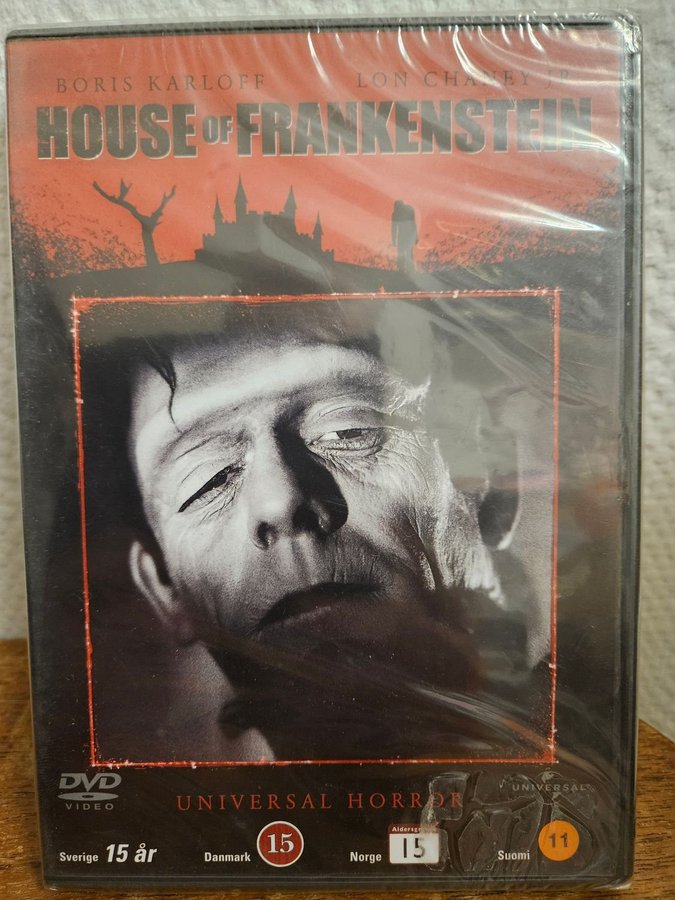 BORIS KARLOFF LON CHANEY JR
HOUSE OF FRANKENSTEIN
DVD
VIDEO
UNIVERSAL HORROR
UNIVERSAL
Sverige 15 år Danmark 15 Norge Aldersgr 15 Suomi 11